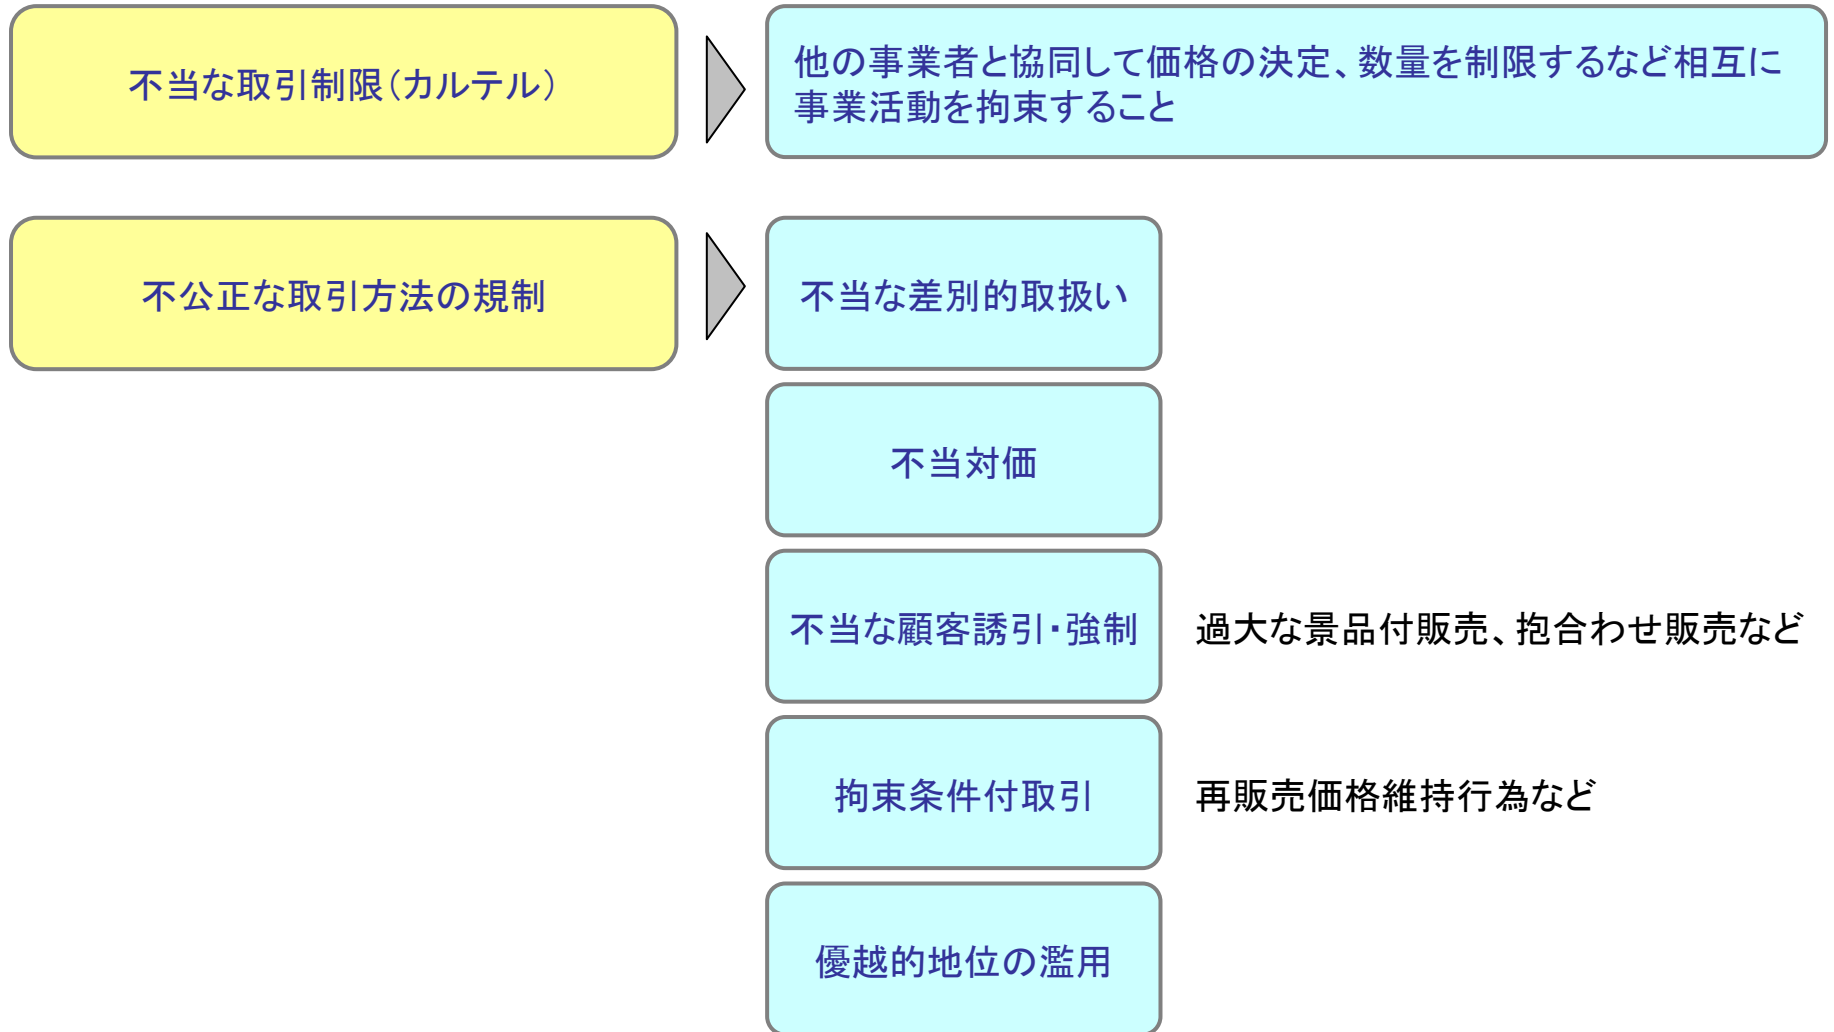 不当な取引制限(カルテル)
他の事業者と協同して価格の決定、数量を制限するなど相互に
事業活動を拘束すること
不公正な取引方法の規制
不当な差別的取扱い
不当対価
不当な顧客誘引・強制
過大な景品付販売、抱合わせ販売など
拘束条件付取引
再販売価格維持行為など
優越的地位の濫用